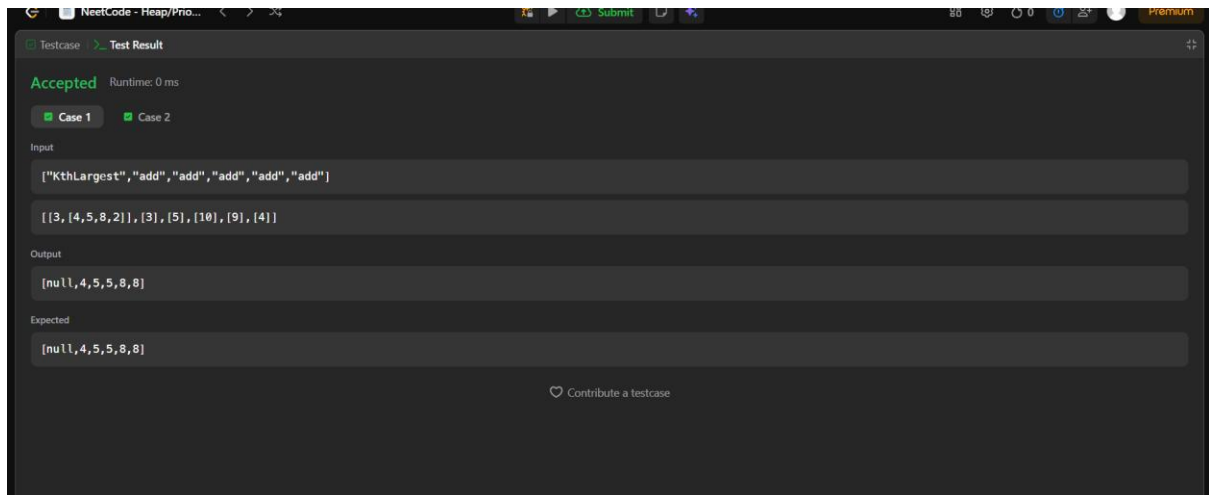 NeetCode - Heap/Prio...
Submit
0
Premium
Testcase
Test Result
Accepted Runtime: 0 ms
Case 1 Case 2
Input
["KthLargest","add","add","add","add","add"]
[[3,[4,5,8,2]],[3],[5],[10],[9],[4]]
Output
[null,4,5,5,8,8]
Expected
[null,4,5,5,8,8]
Contribute a testcase